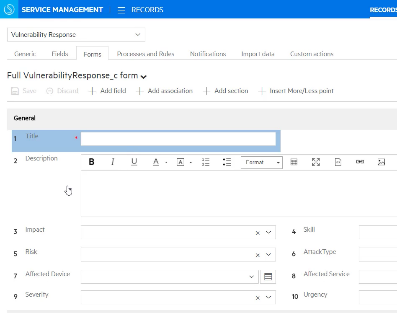 SERVICE MANAGEMENT RECORDS RECORDS
Vulnerability Response
Generic Fields Forms Processes and Rules Notifications Import data Custom actions
Full VulnerabilityResponse_c form
Save Discard Add field Add association Add section Insert More/Less point
General
1 Title *
2 Description B I U A A Format
3 Impact 4 Skill
5 Risk 6 AttackType
7 Affected Device 8 Affected Service
9 Severity 10 Urgency